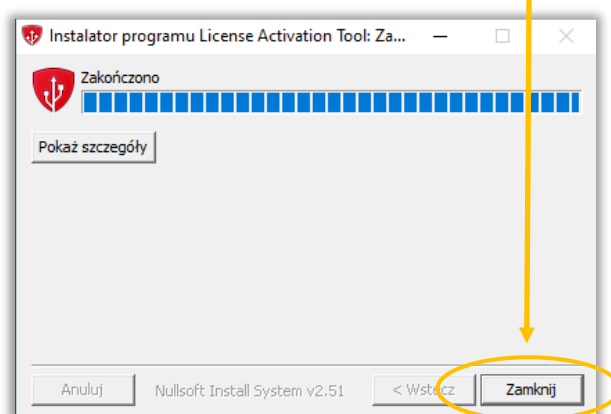 Instalator programu License Activation Tool: Za...
Zakończono
Pokaż szczegóły
Anuluj
Nullsoft Install System v2.51
< Wstecz
Zamknij